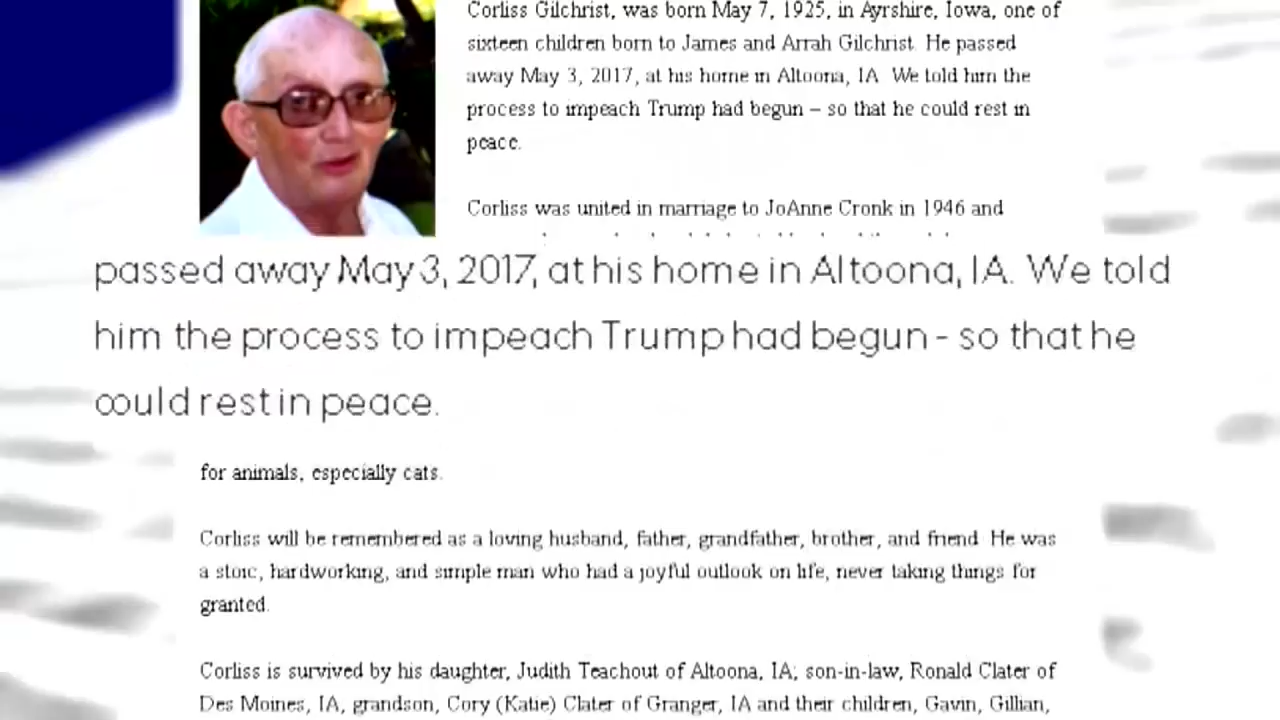 Corliss Gilchrist, was born May 7, 1925, in Ayrshire, Iowa, one of
sixteen children born to James and Arrah Gilchrist. He passed
away May 3, 2017, at his home in Altoona, IA. We told him the
process to impeach Trump had begun – so that he could rest in
peace.
Corliss was united in marriage to JoAnne Cronk in 1946 and
passed away May 3, 2017, at his home in Altoona, IA. We told
him the process to impeach Trump had begun - so that he
could rest in peace.
for animals, especially cats.
Corliss will be remembered as a loving husband, father, grandfather, brother, and friend. He was
a stoic, hardworking, and simple man who had a joyful outlook on life, never taking things for
granted.
Corliss is survived by his daughter, Judith Teachout of Altoona, IA; son-in-law, Ronald Clater of
Des Moines, IA, grandson, Cory (Katie) Clater of Granger, IA and their children, Gavin, Gillian,